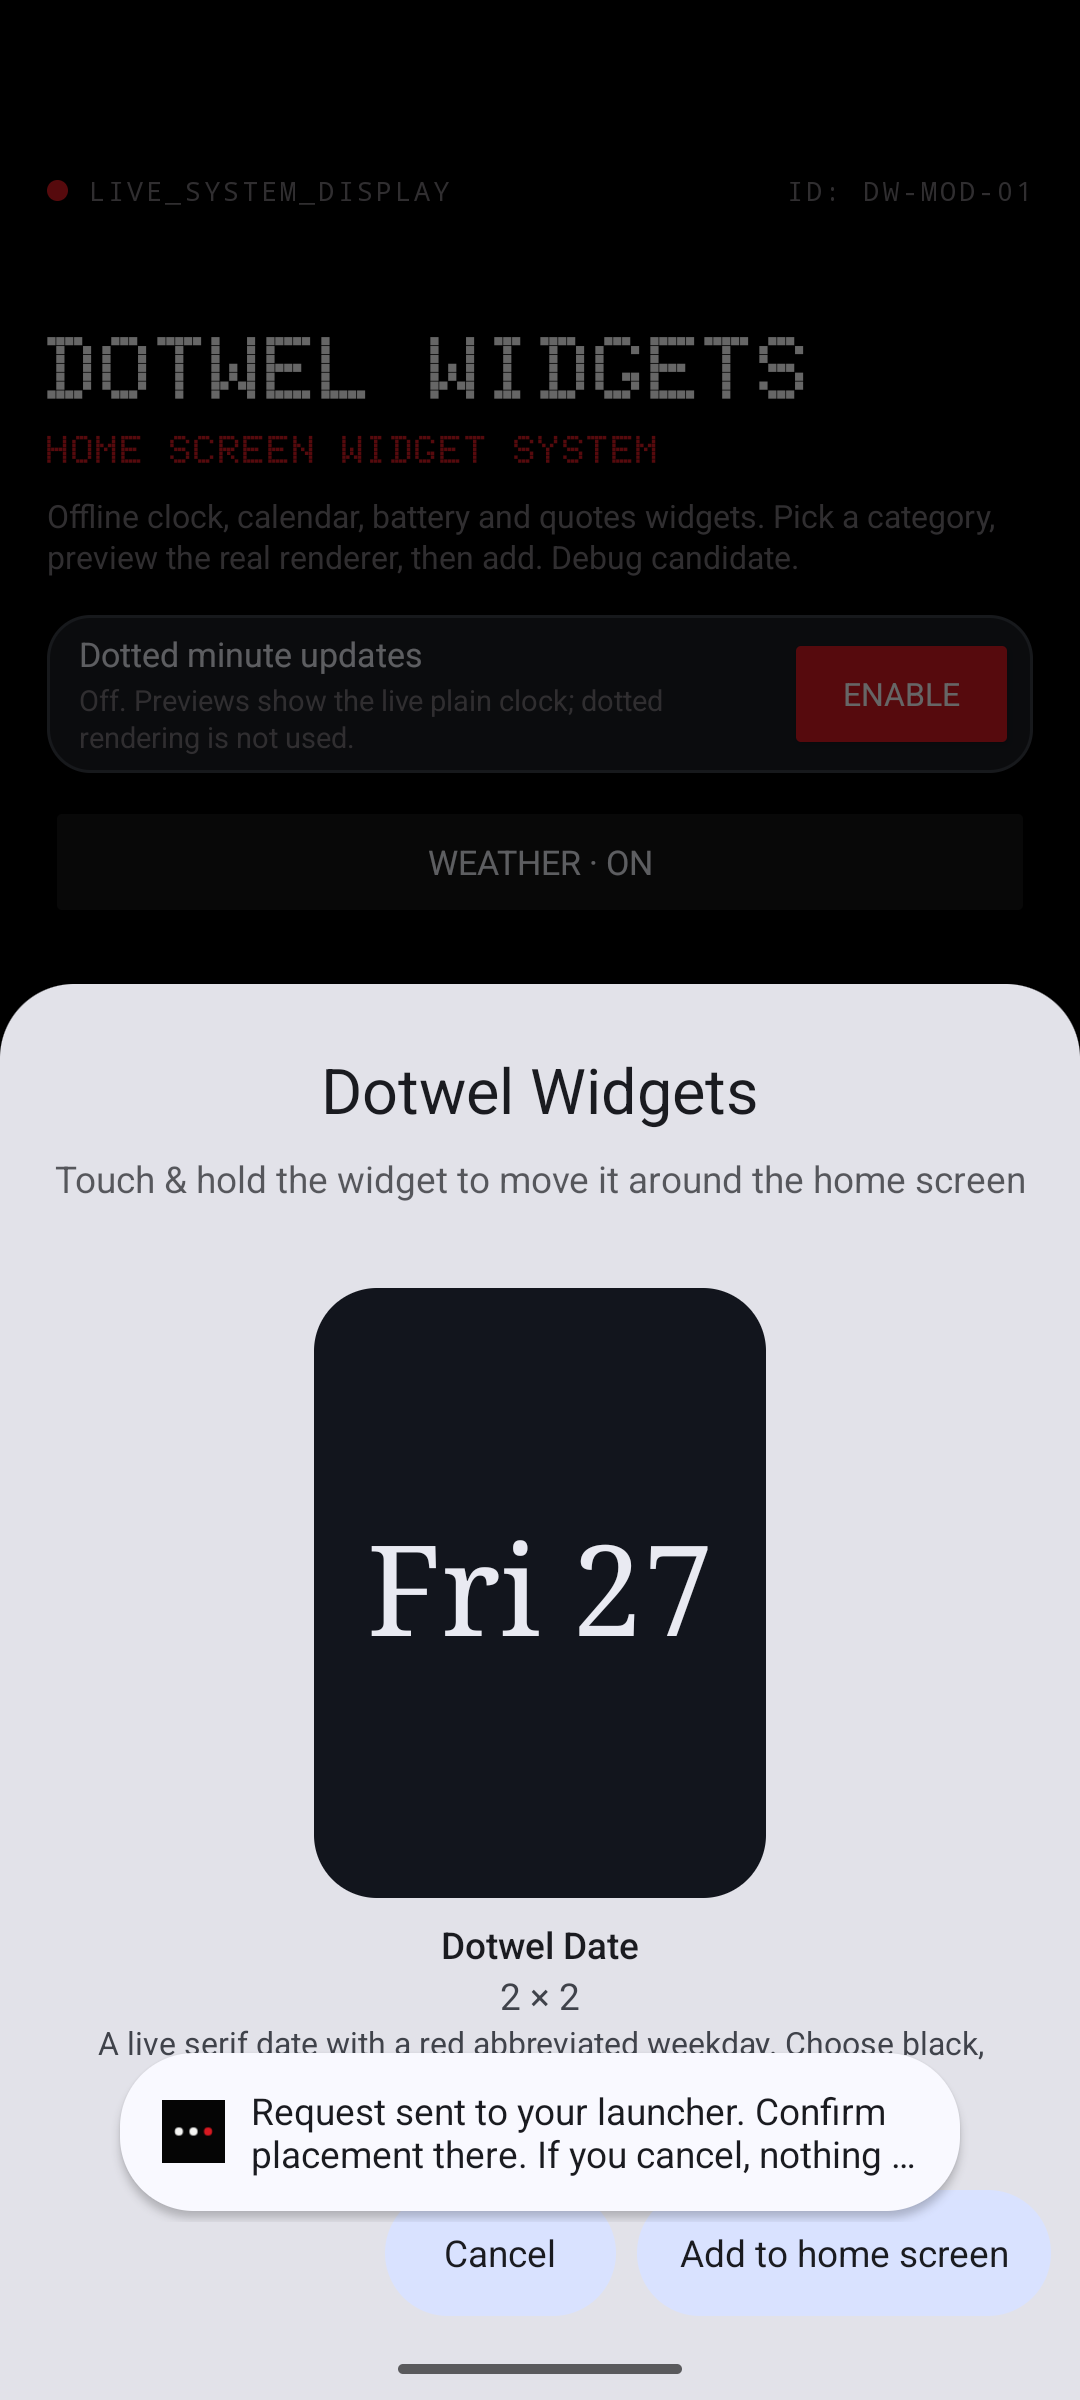 LIVE_SYSTEM_DISPLAY
ID: DW-MOD-01
DOTWEL WIDGETS
HOME SCREEN WIDGET SYSTEM
Offline clock, calendar, battery and quotes widgets. Pick a category,
preview the real renderer, then add. Debug candidate.
Dotted minute updates
Off. Previews show the live plain clock; dotted
rendering is not used.
ENABLE
WEATHER · ON
Dotwel Widgets
Touch & hold the widget to move it around the home screen
Fri 27
Dotwel Date
2 × 2
A live serif date with a red abbreviated weekday. Choose black,
Request sent to your launcher. Confirm
placement there. If you cancel, nothing …
Cancel
Add to home screen